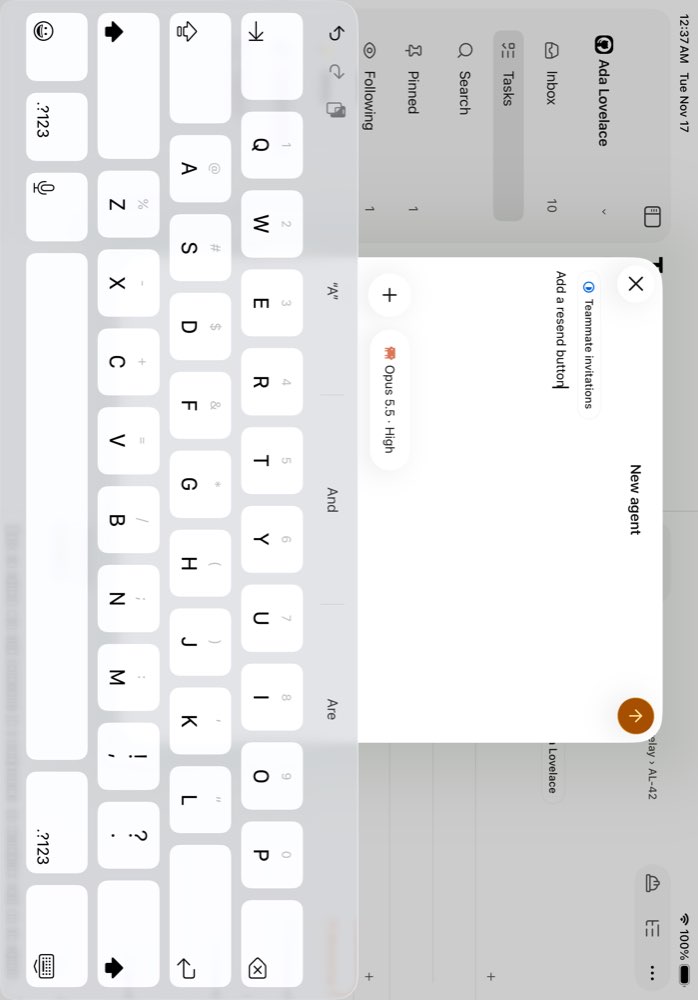 12:37 AM Tue Nov 17
100%
Ada Lovelace
Inbox 10
Tasks
Search
Pinned 1
Following 1
New agent
Teammate invitations
Add a resend button
Opus 5.5 · High
elay › AL-42
Lovelace
“A” And Are
1 2 3 4 5 6 7 8 9 0
Q W E R T Y U I O P
@ # $ & * ( ) ' "
A S D F G H J K L
% - + = / ; : ! ?
Z X C V B N M , .
.?123 .?123